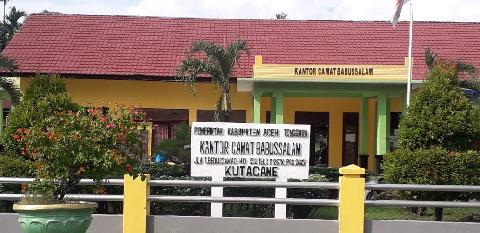 KANTOR CAMAT BABUSSALAM
PEMERINTAH KABUPATEN ACEH TENGGARA
KANTOR CAMAT BABUSSALAM
KUTACANE